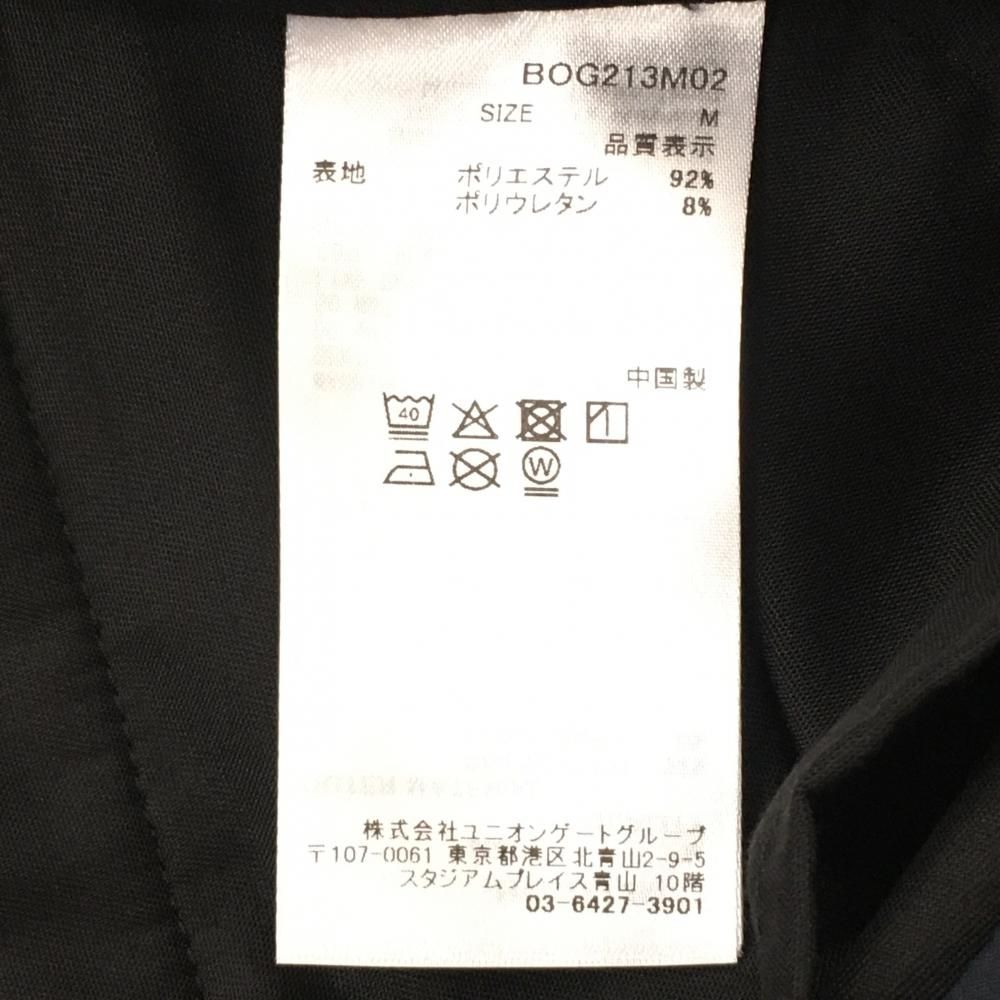 BOG213M02
SIZE M
品質表示
表地 ポリエステル 92%
ポリウレタン 8%
中国製
40
W
株式会社ユニオンゲートグループ
〒107-0061 東京都港区北青山2-9-5
スタジアムプレイス青山 10階
03-6427-3901